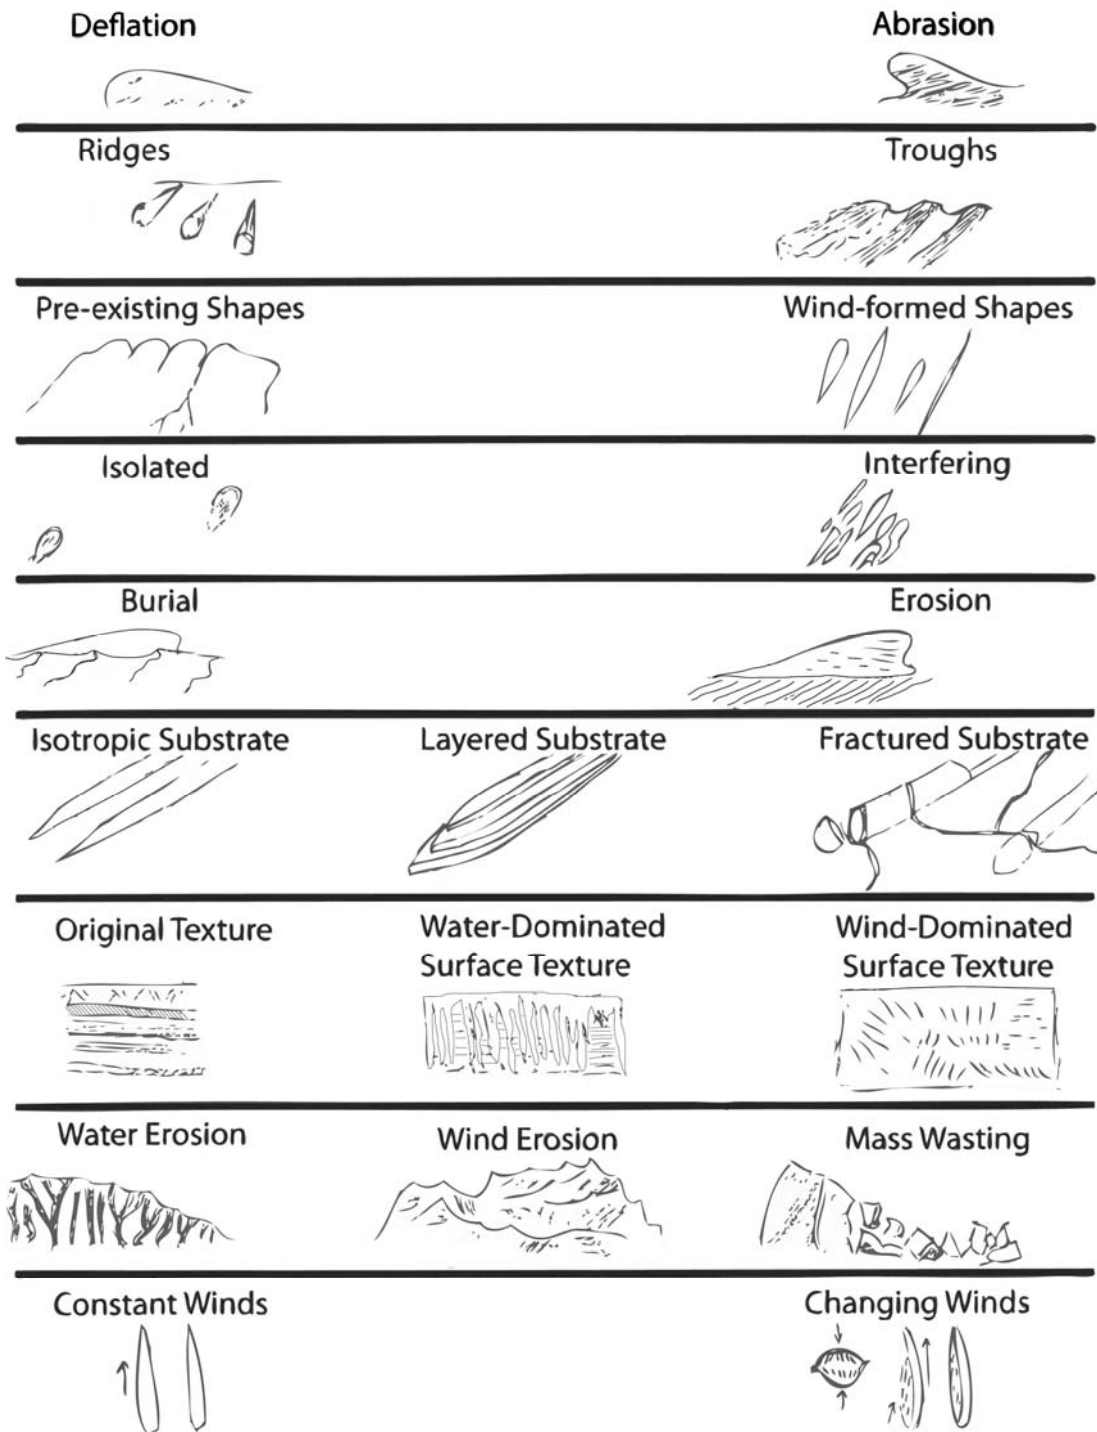 Deflation
Abrasion
Ridges
Troughs
Pre-existing Shapes
Wind-formed Shapes
Isolated
Interfering
Burial
Erosion
Isotropic Substrate
Layered Substrate
Fractured Substrate
Original Texture
Water-Dominated
Surface Texture
Wind-Dominated
Surface Texture
Water Erosion
Wind Erosion
Mass Wasting
Constant Winds
Changing Winds